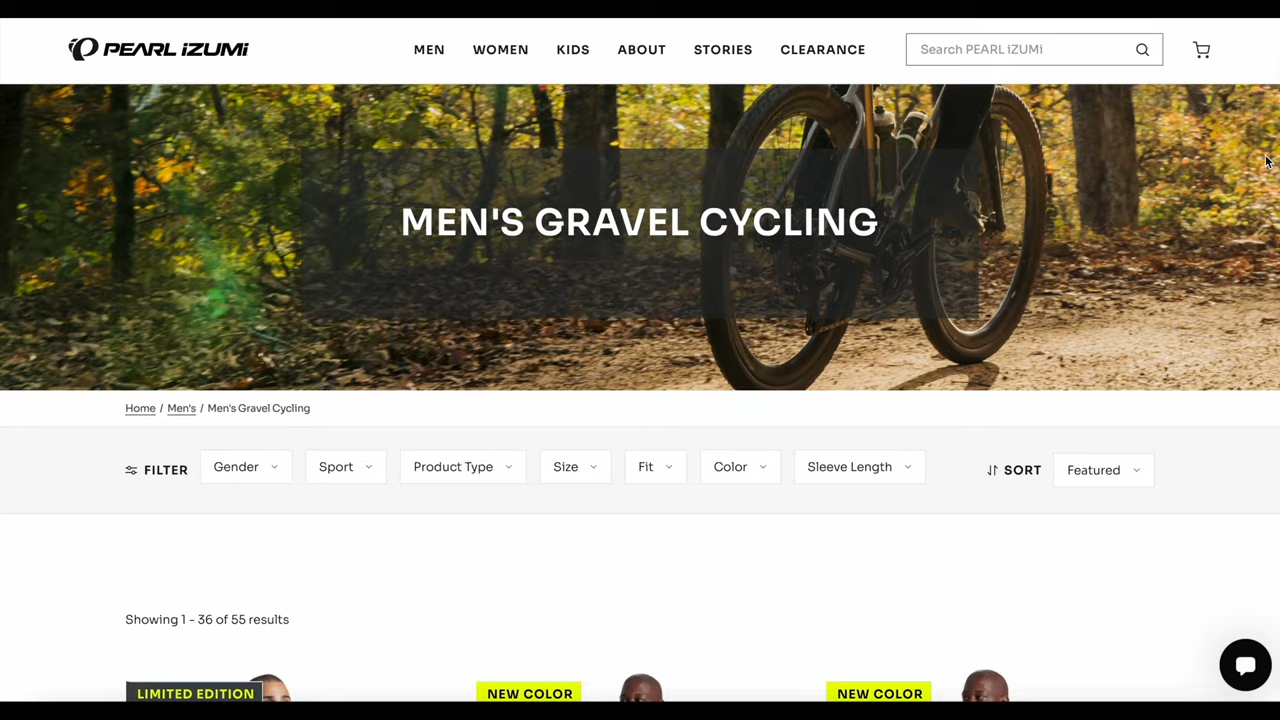 PEARL iZUMi
MEN WOMEN KIDS ABOUT STORIES CLEARANCE
Search PEARL iZUMi
MEN'S GRAVEL CYCLING
Home / Men's / Men's Gravel Cycling
FILTER Gender Sport Product Type Size Fit Color Sleeve Length SORT Featured
Showing 1 - 36 of 55 results
LIMITED EDITION NEW COLOR NEW COLOR